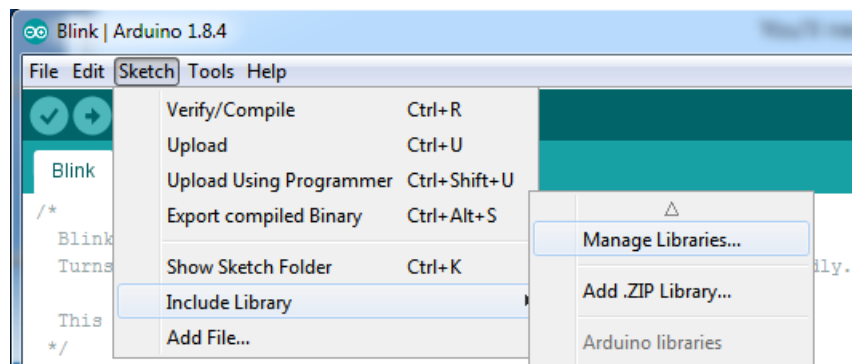 Blink | Arduino 1.8.4
File Edit Sketch Tools Help
Verify/Compile Ctrl+R
Upload Ctrl+U
Upload Using Programmer Ctrl+Shift+U
Export compiled Binary Ctrl+Alt+S
Show Sketch Folder Ctrl+K
Include Library
Add File...
Manage Libraries...
Add .ZIP Library...
Arduino libraries
Blink
/*
Blink
Turns
This
*/